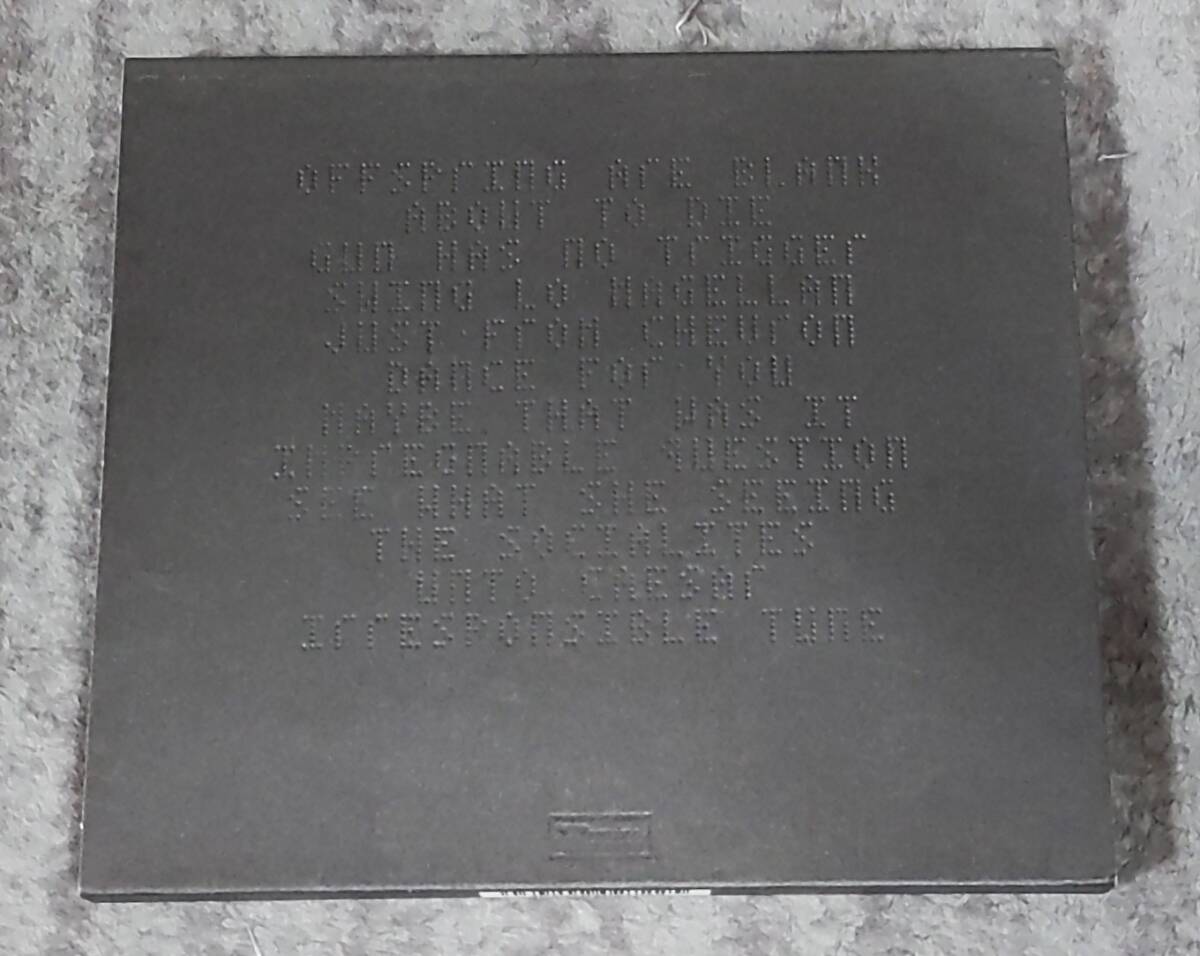 OFFSPrING ArE BLANK
ABOUT TO DIE
GUN HAS NO TrIGGEr
SWING LO MAGELLAN
JUST FrOM CHEVrON
DANCE FOr YOU
MAYBE THAT WAS IT
IMPrEGNABLE QUESTION
SEE WHAT SHE SEEING
THE SOCIALITES
UNTO CAESAr
IrrESPONSIBLE TUNE